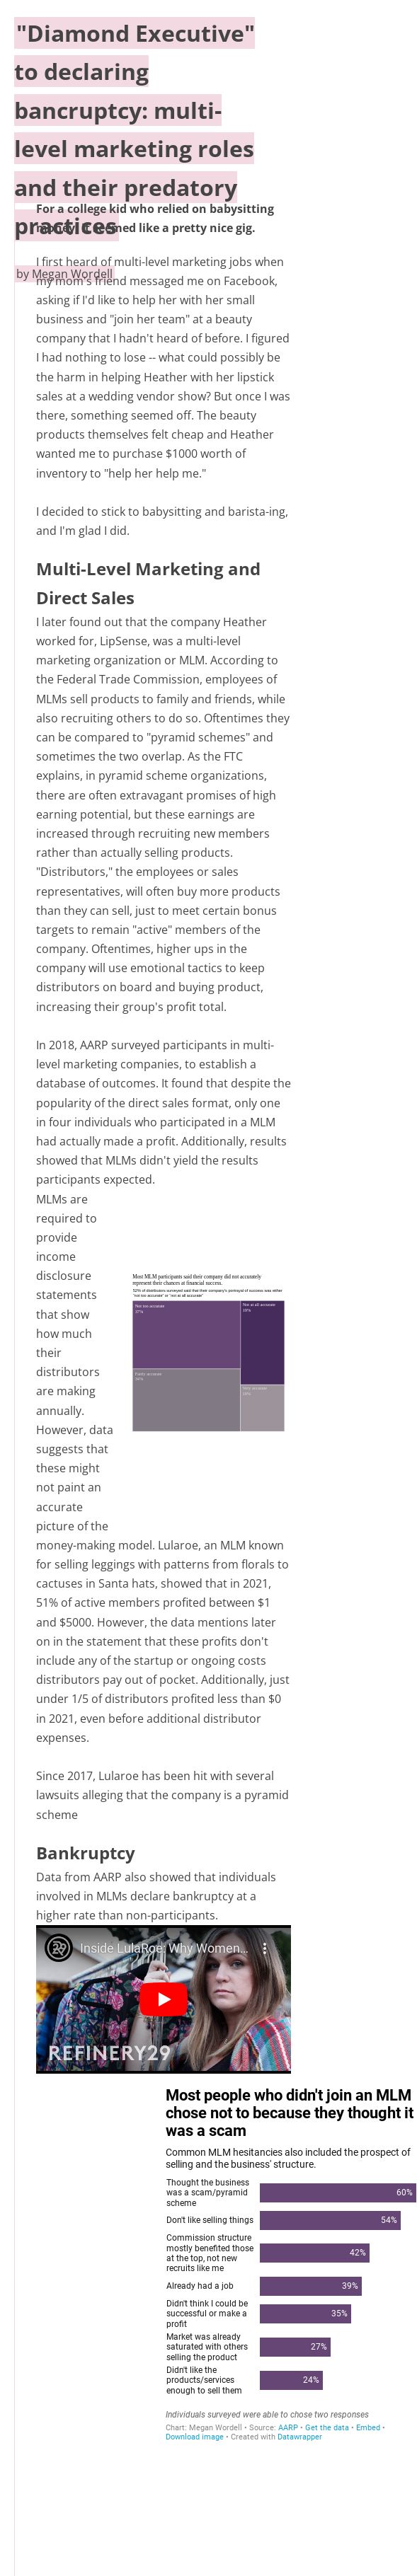 "Diamond Executive"
to declaring
bancruptcy: multi-
level marketing roles
and their predatory
practices
by Megan Wordell
For a college kid who relied on babysitting
money, it seemed like a pretty nice gig.
I first heard of multi-level marketing jobs when
my mom's friend messaged me on Facebook,
asking if I'd like to help her with her small
business and "join her team" at a beauty
company that I hadn't heard of before. I figured
I had nothing to lose -- what could possibly be
the harm in helping Heather with her lipstick
sales at a wedding vendor show? But once I was
there, something seemed off. The beauty
products themselves felt cheap and Heather
wanted me to purchase $1000 worth of
inventory to "help her help me."
I decided to stick to babysitting and barista-ing,
and I'm glad I did.
Multi-Level Marketing and
Direct Sales
I later found out that the company Heather
worked for, LipSense, was a multi-level
marketing organization or MLM. According to
the Federal Trade Commission, employees of
MLMs sell products to family and friends, while
also recruiting others to do so. Oftentimes they
can be compared to "pyramid schemes" and
sometimes the two overlap. As the FTC
explains, in pyramid scheme organizations,
there are often extravagant promises of high
earning potential, but these earnings are
increased through recruiting new members
rather than actually selling products.
"Distributors," the employees or sales
representatives, will often buy more products
than they can sell, just to meet certain bonus
targets to remain "active" members of the
company. Oftentimes, higher ups in the
company will use emotional tactics to keep
distributors on board and buying product,
increasing their group's profit total.
In 2018, AARP surveyed participants in multi-
level marketing companies, to establish a
database of outcomes. It found that despite the
popularity of the direct sales format, only one
in four individuals who participated in a MLM
had actually made a profit. Additionally, results
showed that MLMs didn't yield the results
participants expected.
MLMs are
required to
provide
income
disclosure
statements
that show
how much
their
distributors
are making
annually.
However, data
suggests that
these might
not paint an
accurate
picture of the
Most MLM participants said their company did not accurately
represent their chances at financial success.
52% of distributors surveyed said that their company's portrayal of success was either
"not too accurate" or "not at all accurate"
Not too accurate
37%
Not at all accurate
Fairly accurate
Very accurate
money-making model. Lularoe, an MLM known
for selling leggings with patterns from florals to
cactuses in Santa hats, showed that in 2021,
51% of active members profited between $1
and $5000. However, the data mentions later
on in the statement that these profits don't
include any of the startup or ongoing costs
distributors pay out of pocket. Additionally, just
under 1/5 of distributors profited less than $0
in 2021, even before additional distributor
expenses.
Since 2017, Lularoe has been hit with several
lawsuits alleging that the company is a pyramid
scheme
Bankruptcy
Data from AARP also showed that individuals
involved in MLMs declare bankruptcy at a
higher rate than non-participants.
Inside LulaRoe: Why Women...
REFINERY29
Most people who didn't join an MLM
chose not to because they thought it
was a scam
Common MLM hesitancies also included the prospect of
selling and the business' structure.
Thought the business
was a scam/pyramid
scheme
60%
Don't like selling things
54%
Commission structure
mostly benefited those
at the top, not new
recruits like me
42%
Already had a job
39%
Didn't think I could be
successful or make a
profit
35%
Market was already
saturated with others
selling the product
27%
Didn't like the
products/services
enough to sell them
24%
Individuals surveyed were able to chose two responses
Chart: Megan Wordell • Source: AARP • Get the data • Embed •
Download image • Created with Datawrapper